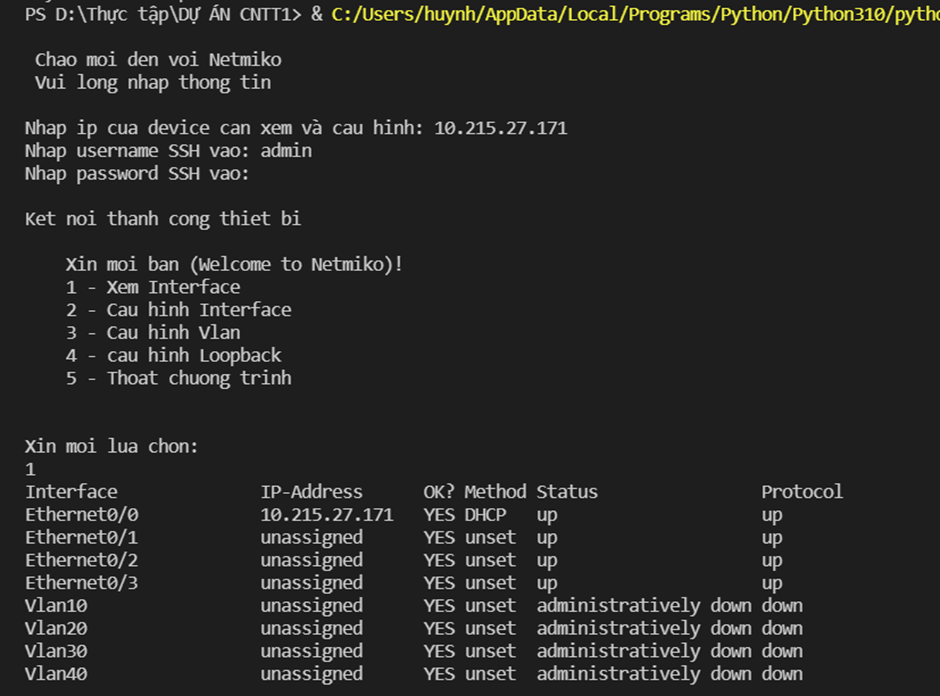 PS D:\Thực tập\DỰ ÁN CNTT1> & C:/Users/huynh/AppData/Local/Programs/Python/Python310/pytho
Chao moi den voi Netmiko
Vui long nhap thong tin
Nhap ip cua device can xem và cau hinh: 10.215.27.171
Nhap username SSH vao: admin
Nhap password SSH vao:
Ket noi thanh cong thiet bi
Xin moi ban (Welcome to Netmiko)!
1 - Xem Interface
2 - Cau hinh Interface
3 - Cau hinh Vlan
4 - cau hinh Loopback
5 - Thoat chuong trinh
Xin moi lua chon:
1
Interface IP-Address OK? Method Status Protocol
Ethernet0/0 10.215.27.171 YES DHCP up up
Ethernet0/1 unassigned YES unset up up
Ethernet0/2 unassigned YES unset up up
Ethernet0/3 unassigned YES unset up up
Vlan10 unassigned YES unset administratively down down
Vlan20 unassigned YES unset administratively down down
Vlan30 unassigned YES unset administratively down down
Vlan40 unassigned YES unset administratively down down